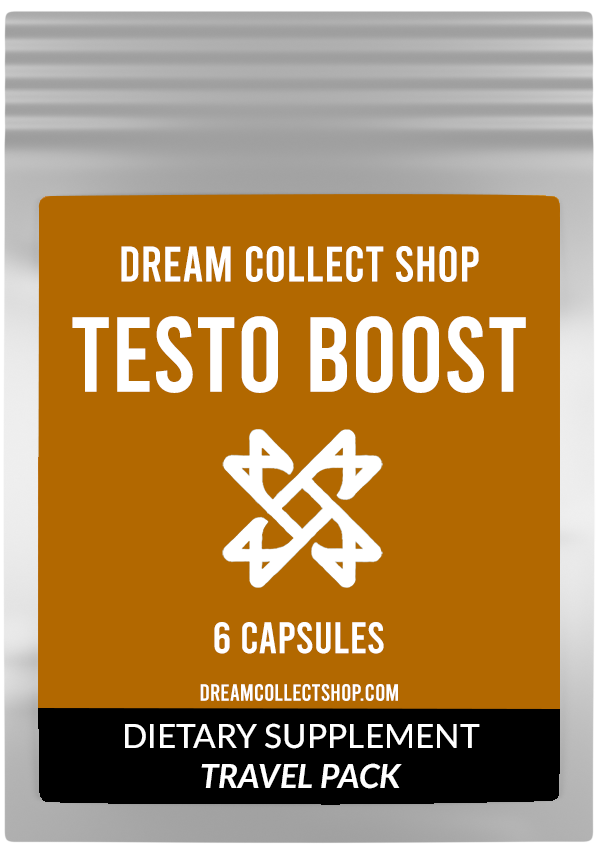 DREAM COLLECT SHOP
TESTO BOOST
6 CAPSULES
DREAMCOLLECTSHOP.COM
DIETARY SUPPLEMENT
TRAVEL PACK